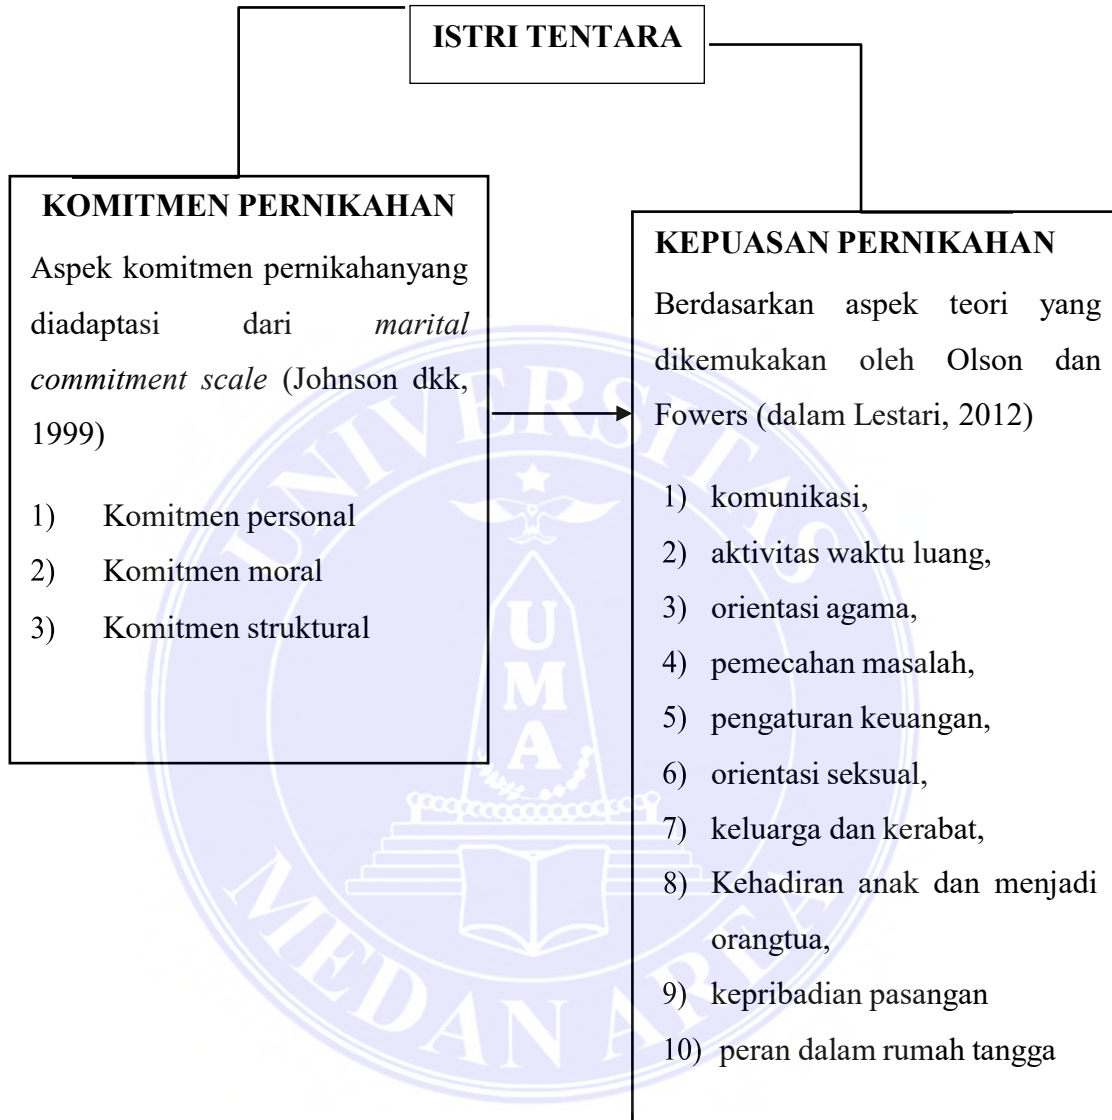 ISTRI TENTARA
KOMITMEN PERNIKAHAN
Aspek komitmen pernikahanyang
diadaptasi dari marital
commitment scale (Johnson dkk,
1999)
1) Komitmen personal
2) Komitmen moral
3) Komitmen struktural
KEPUASAN PERNIKAHAN
Berdasarkan aspek teori yang
dikemukakan oleh Olson dan
Fowers (dalam Lestari, 2012)
1) komunikasi,
2) aktivitas waktu luang,
3) orientasi agama,
4) pemecahan masalah,
5) pengaturan keuangan,
6) orientasi seksual,
7) keluarga dan kerabat,
8) Kehadiran anak dan menjadi
orangtua,
9) kepribadian pasangan
10) peran dalam rumah tangga
UNIVERSITAS
UMA
MEDAN AREA